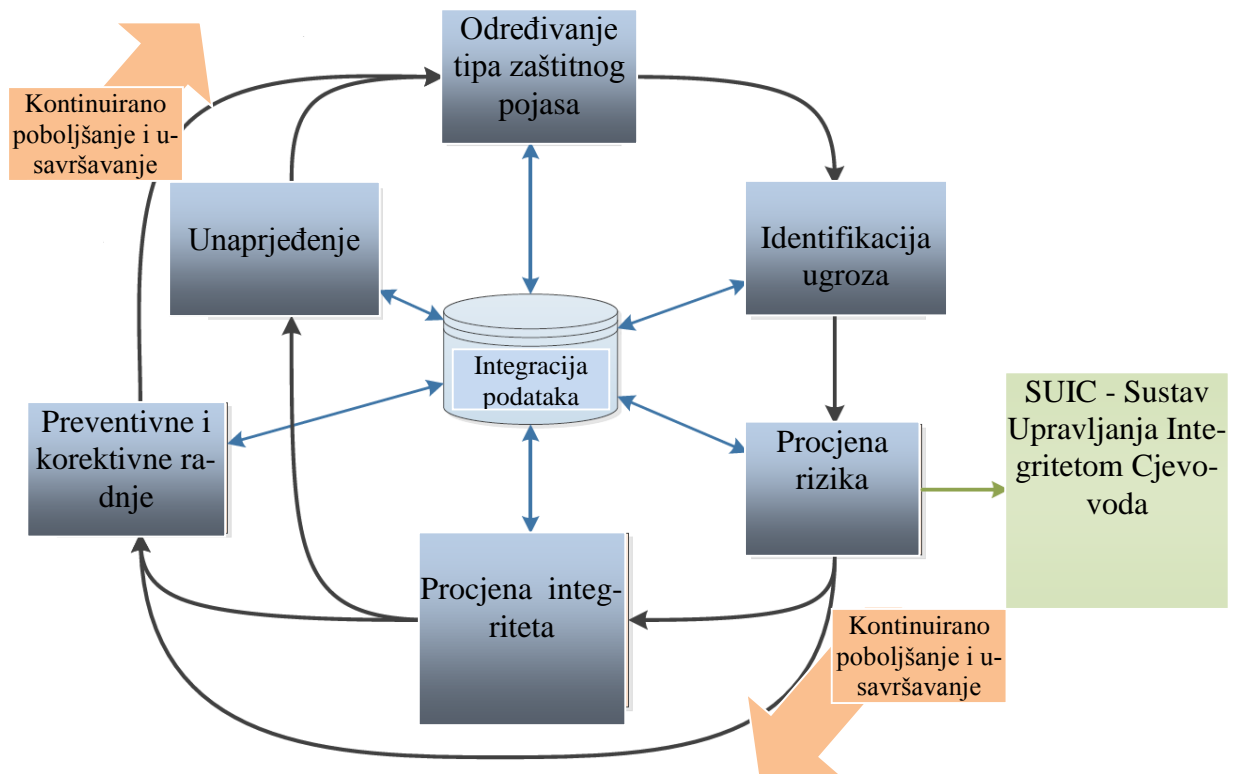 Određivanje
tipa zaštitnog
pojasa
Kontinuirano
poboljšanje i u-
savršavanje
Unaprjeđenje
Identifikacija
ugroza
Integracija
podataka
Preventivne i
korektivne ra-
dnje
Procjena
rizika
SUIC - Sustav
Upravljanja Inte-
gritetom Cjevo-
voda
Procjena integ-
riteta
Kontinuirano
poboljšanje i u-
savršavanje